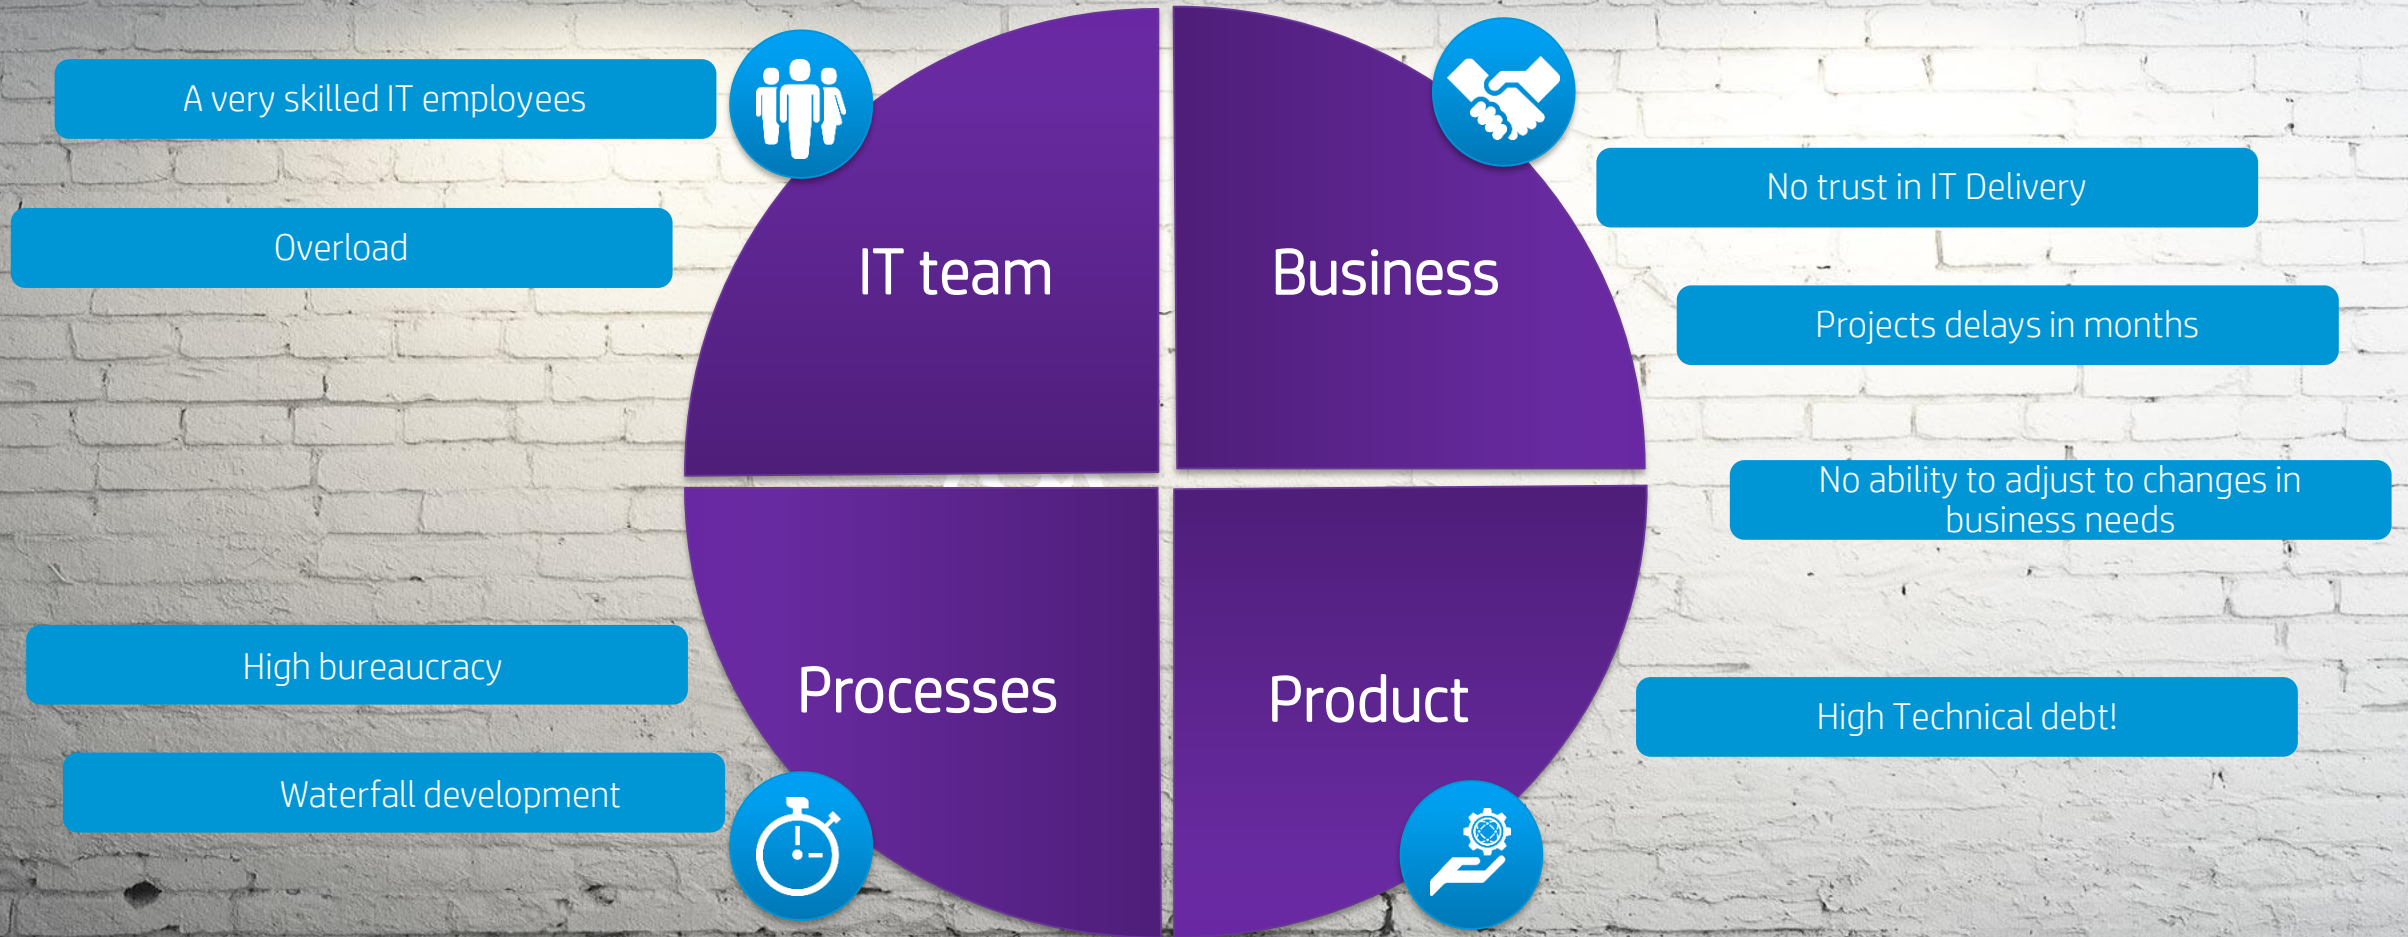 A very skilled IT employees
Overload
IT team
Business
No trust in IT Delivery
Projects delays in months
No ability to adjust to changes in
business needs
High bureaucracy
Waterfall development
Processes
Product
High Technical debt!